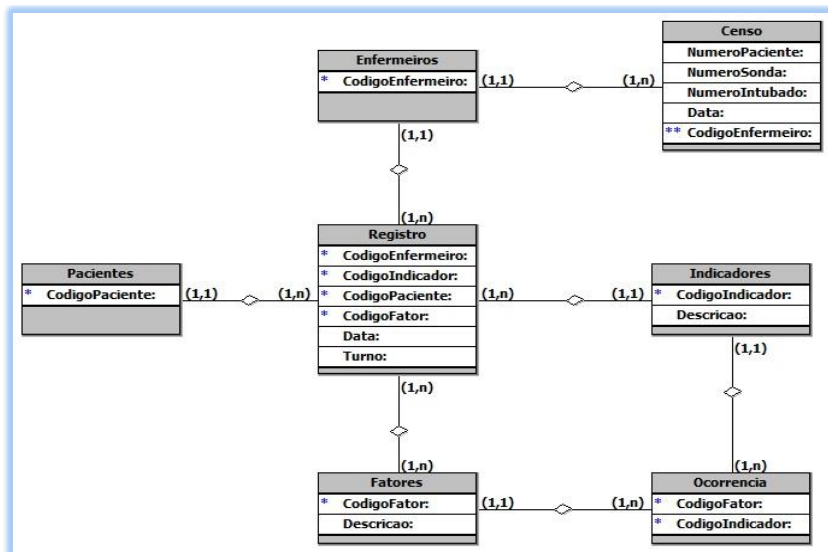 Censo
NumeroPaciente:
NumeroSonda:
NumeroIntubado:
Data:
** CodigoEnfermeiro:
Enfermeiros
* CodigoEnfermeiro:
(1,1)
(1,n)
(1,1)
(1,n)
Registro
* CodigoEnfermeiro:
* CodigoIndicador:
* CodigoPaciente:
* CodigoFator:
Data:
Turno:
Pacientes
* CodigoPaciente:
(1,1)
(1,n)
(1,n)
(1,1)
Indicadores
* CodigoIndicador:
Descricao:
(1,1)
(1,n)
(1,n)
(1,n)
Fatores
* CodigoFator:
Descricao:
(1,1)
(1,n)
Ocorrencia
* CodigoFator:
* CodigoIndicador: